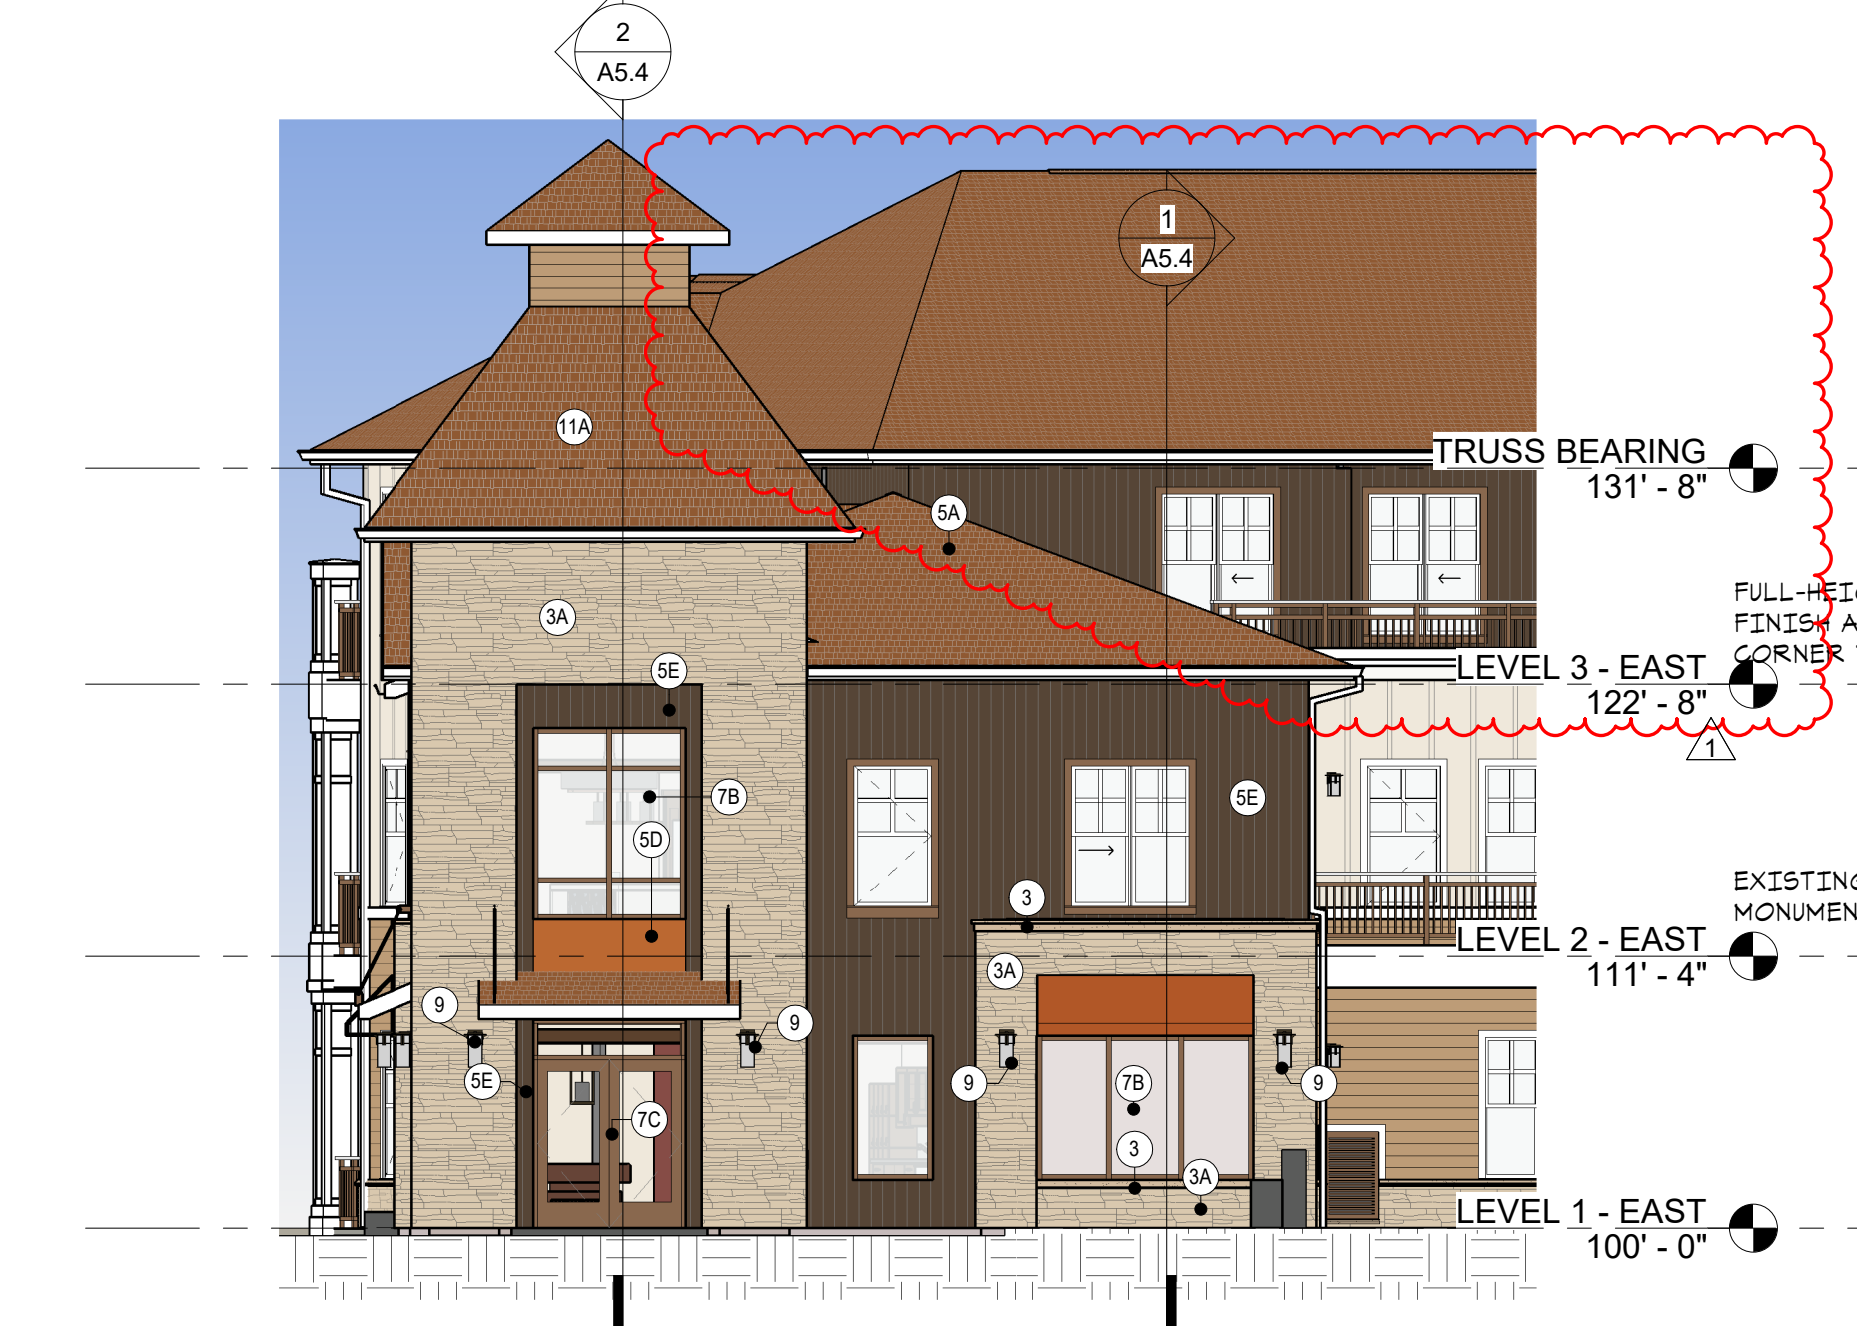 2
A5.4
1
A5.4
11A
TRUSS BEARING
131' - 8"
5A
3A
FULL-HEI
FINISH A
CORNER
5E
LEVEL 3 - EAST
122' - 8"
1
7B
5E
5D
3
EXISTING
MONUMEN
LEVEL 2 - EAST
111' - 4"
3A
9
9
5E
9
7B
9
7C
3
3A
LEVEL 1 - EAST
100' - 0"